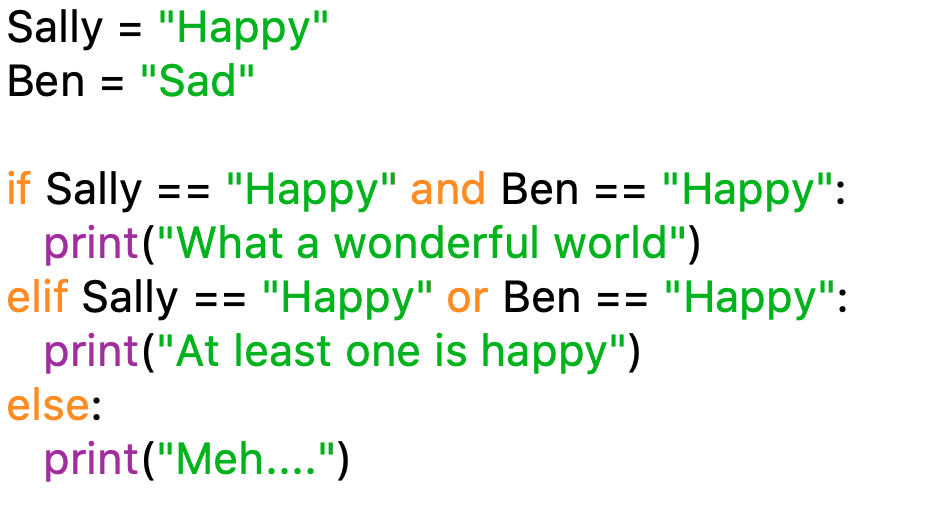 Sally = "Happy"
Ben = "Sad"

if Sally == "Happy" and Ben == "Happy":
  print("What a wonderful world")
elif Sally == "Happy" or Ben == "Happy":
  print("At least one is happy")
else:
  print("Meh....")